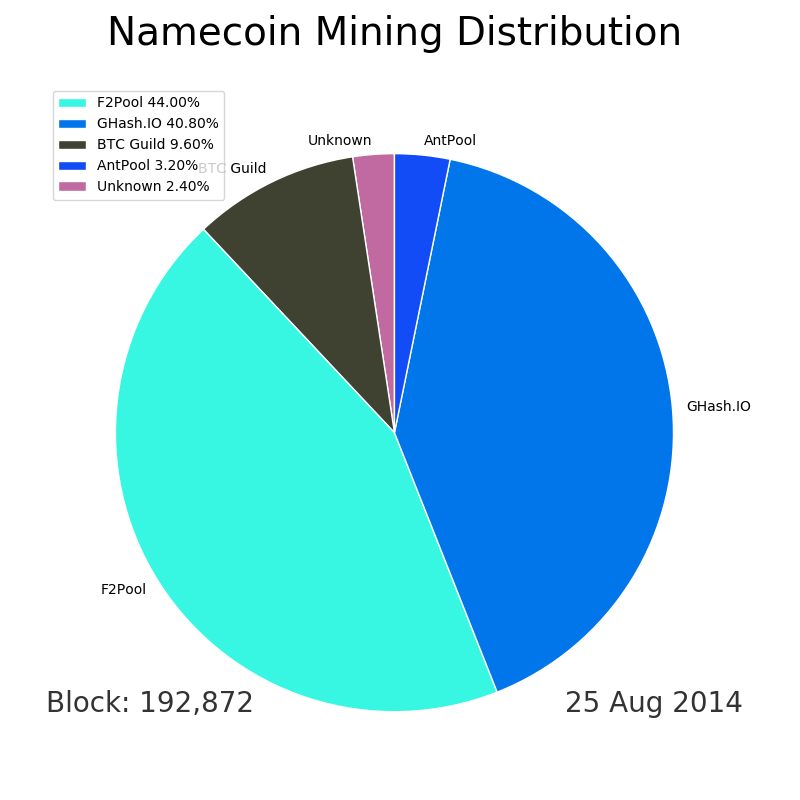 Namecoin Mining Distribution
F2Pool 44.00%
GHash.IO 40.80%
BTC Guild 9.60%
AntPool 3.20%
Unknown 2.40%
Unknown
AntPool
BTC Guild
GHash.IO
F2Pool
Block: 192,872
25 Aug 2014